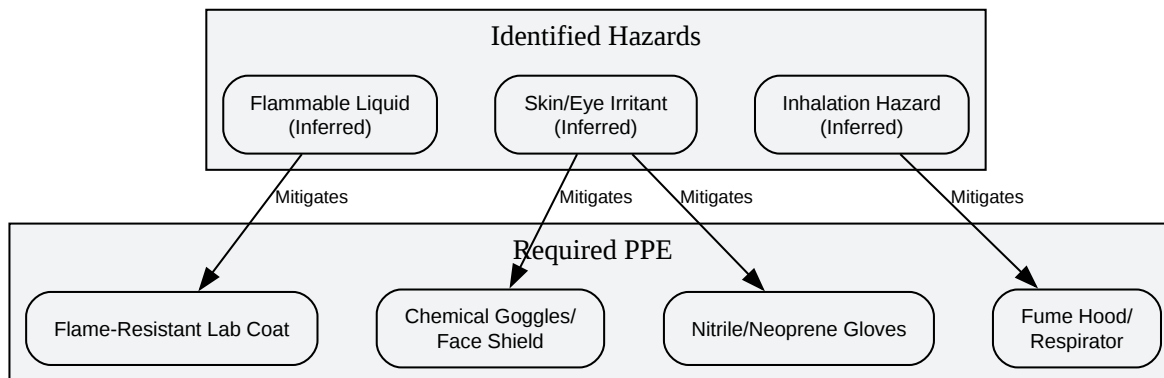 Identified Hazards
Flammable Liquid
(Inferred)
Skin/Eye Irritant
(Inferred)
Inhalation Hazard
(Inferred)
Mitigates
Mitigates
Mitigates
Mitigates
Required PPE
Flame-Resistant Lab Coat
Chemical Goggles/
Face Shield
Nitrile/Neoprene Gloves
Fume Hood/
Respirator